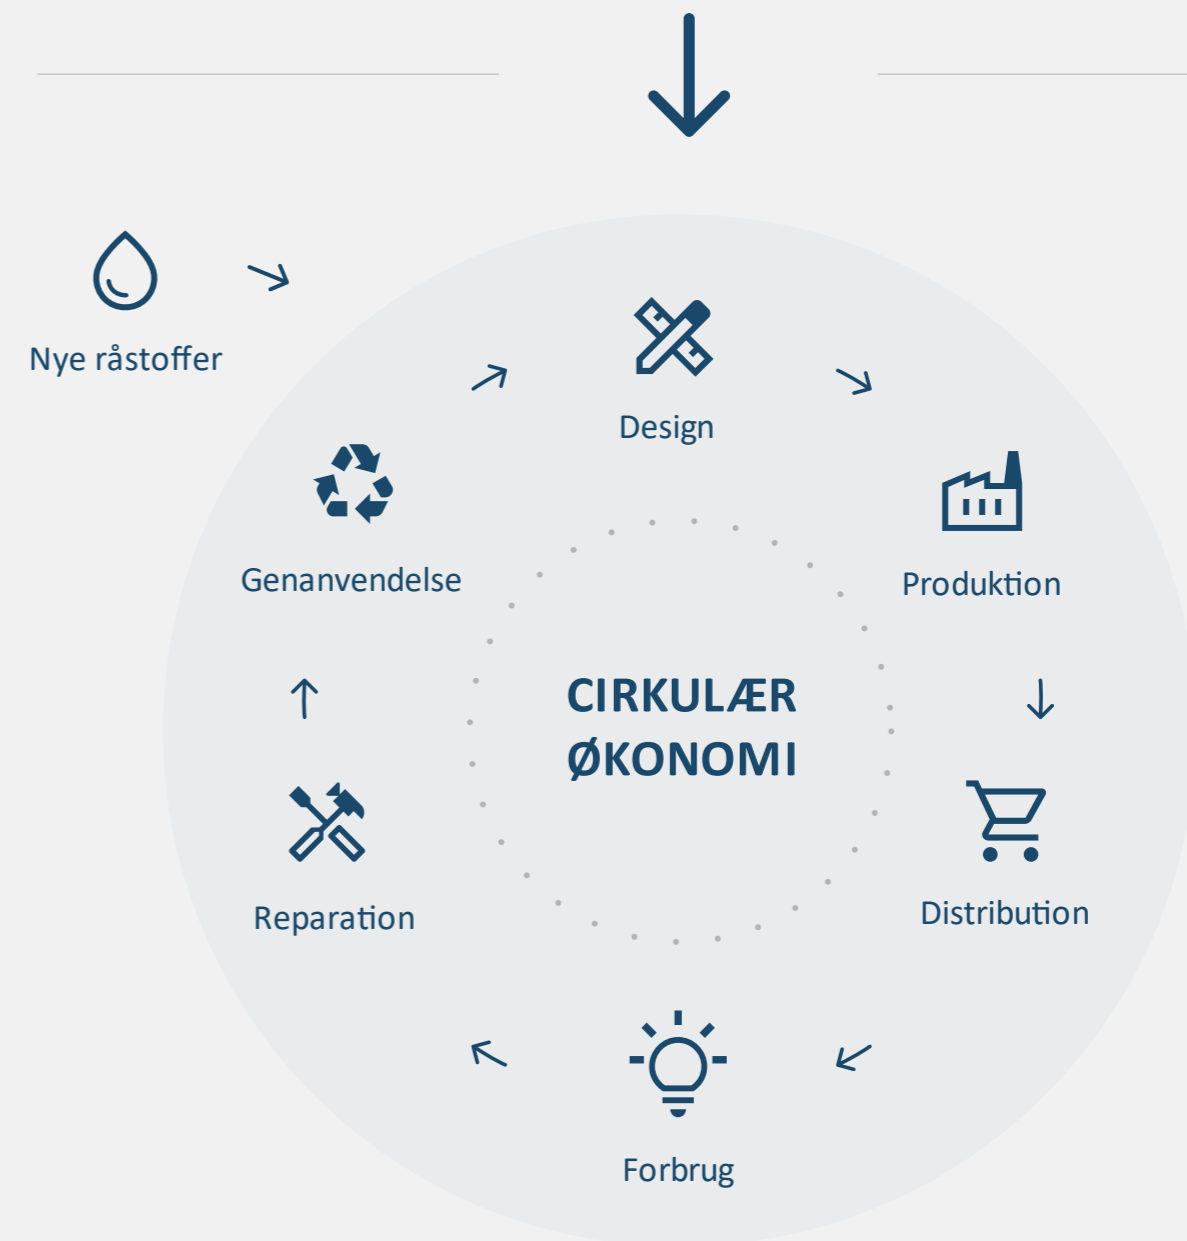 Nye råstoffer
Design
Genanvendelse
Produktion
CIRKULÆR
ØKONOMI
Reparation
Distribution
Forbrug